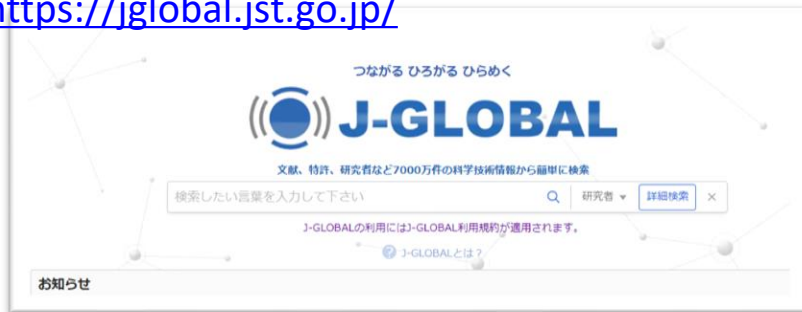 https://jglobal.jst.go.jp/
つながる ひろがる ひらめく
J-GLOBAL
文献、特許、研究者など7000万件の科学技術情報から簡単に検索
検索したい言葉を入力して下さい 研究者 ▼ 詳細検索 ×
J-GLOBALの利用にはJ-GLOBAL利用規約が適用されます。
? J-GLOBALとは?
お知らせ